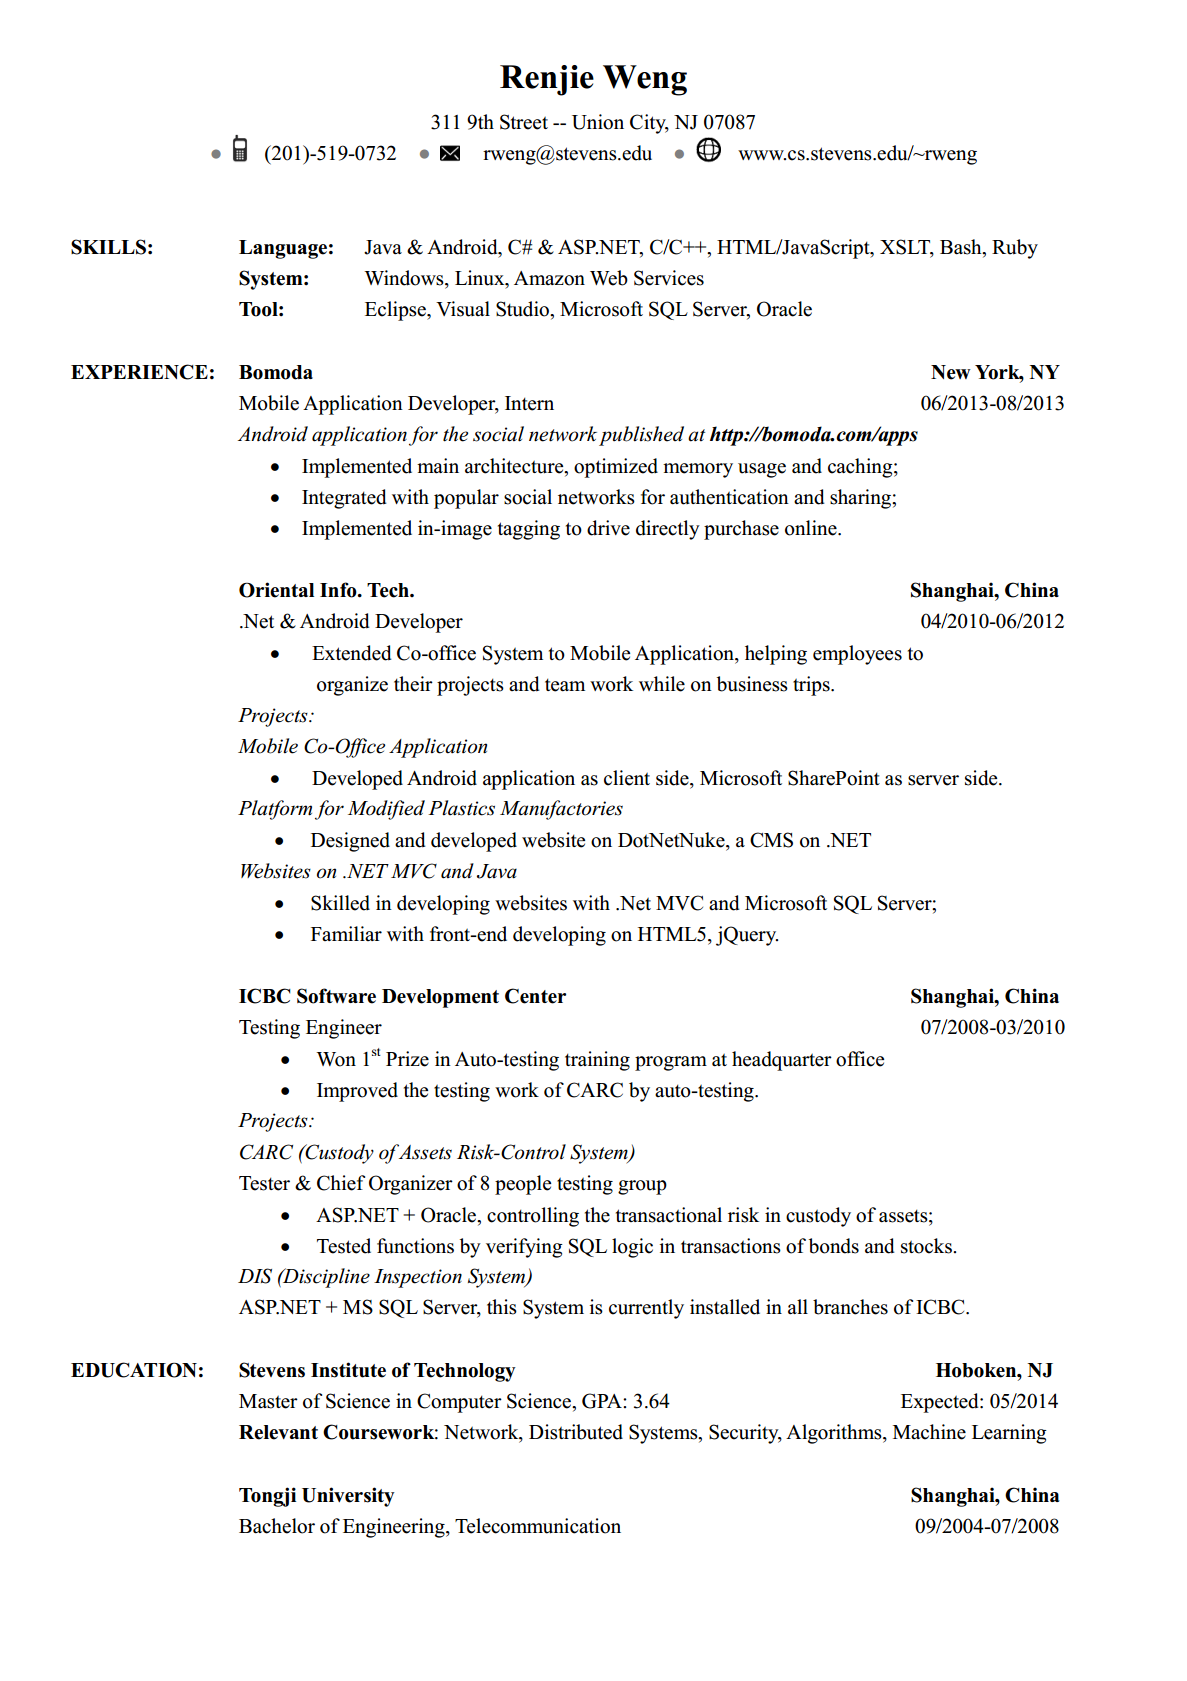 Renjie Weng
311 9th Street -- Union City, NJ 07087
● (201)-519-0732 ● rweng@stevens.edu ● www.cs.stevens.edu/~rweng
SKILLS: Language: Java & Android, C# & ASP.NET, C/C++, HTML/JavaScript, XSLT, Bash, Ruby
System: Windows, Linux, Amazon Web Services
Tool: Eclipse, Visual Studio, Microsoft SQL Server, Oracle
EXPERIENCE: Bomoda New York, NY
Mobile Application Developer, Intern 06/2013-08/2013
Android application for the social network published at http://bomoda.com/apps
• Implemented main architecture, optimized memory usage and caching;
• Integrated with popular social networks for authentication and sharing;
• Implemented in-image tagging to drive directly purchase online.
Oriental Info. Tech. Shanghai, China
.Net & Android Developer 04/2010-06/2012
• Extended Co-office System to Mobile Application, helping employees to
organize their projects and team work while on business trips.
Projects:
Mobile Co-Office Application
• Developed Android application as client side, Microsoft SharePoint as server side.
Platform for Modified Plastics Manufactories
• Designed and developed website on DotNetNuke, a CMS on .NET
Websites on .NET MVC and Java
• Skilled in developing websites with .Net MVC and Microsoft SQL Server;
• Familiar with front-end developing on HTML5, jQuery.
ICBC Software Development Center Shanghai, China
Testing Engineer 07/2008-03/2010
• Won 1st Prize in Auto-testing training program at headquarter office
• Improved the testing work of CARC by auto-testing.
Projects:
CARC (Custody of Assets Risk-Control System)
Tester & Chief Organizer of 8 people testing group
• ASP.NET + Oracle, controlling the transactional risk in custody of assets;
• Tested functions by verifying SQL logic in transactions of bonds and stocks.
DIS (Discipline Inspection System)
ASP.NET + MS SQL Server, this System is currently installed in all branches of ICBC.
EDUCATION: Stevens Institute of Technology Hoboken, NJ
Master of Science in Computer Science, GPA: 3.64 Expected: 05/2014
Relevant Coursework: Network, Distributed Systems, Security, Algorithms, Machine Learning
Tongji University Shanghai, China
Bachelor of Engineering, Telecommunication 09/2004-07/2008